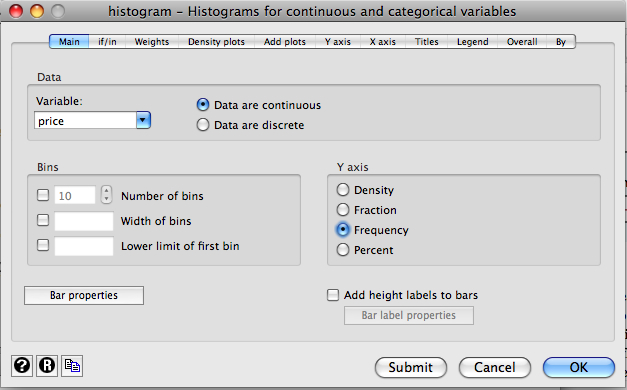 histogram – Histograms for continuous and categorical variables
Main if/in Weights Density plots Add plots Y axis X axis Titles Legend Overall By
Data
Variable:
price
Data are continuous
Data are discrete
Bins
10 Number of bins
Width of bins
Lower limit of first bin
Y axis
Density
Fraction
Frequency
Percent
Bar properties
Add height labels to bars
Bar label properties
? R Submit Cancel OK